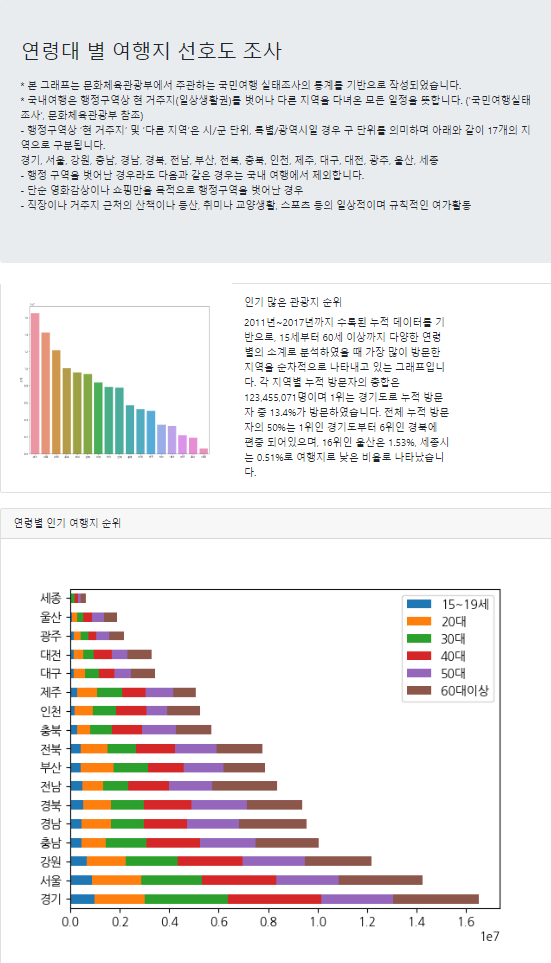 연령대 별 여행지 선호도 조사
* 본 그래프는 문화체육관광부에서 주관하는 국민여행 실태조사의 통계를 기반으로 작성되었습니다.
* 국내여행은 행정구역상 현 거주지(일상생활권)를 벗어나 다른 지역을 다녀온 모든 일정을 뜻합니다. ('국민여행실태
조사', 문화체육관광부 참조)
- 행정구역상 '현 거주지' 및 '다른 지역'은 시/군 단위, 특별/광역시일 경우 구 단위를 의미하며 아래와 같이 17개의 지
역으로 구분됩니다.
경기, 서울, 강원, 충남, 경남, 경북, 전남, 부산, 전북, 충북, 인천, 제주, 대구, 대전, 광주, 울산, 세종
- 행정 구역을 벗어난 경우라도 다음과 같은 경우는 국내 여행에서 제외합니다.
- 단순 영화감상이나 쇼핑만을 목적으로 행정구역을 벗어난 경우
- 직장이나 거주지 근처의 산책이나 등산, 취미나 교양생활, 스포츠 등의 일상적이며 규칙적인 여가활동
인기 많은 관광지 순위
2011년~2017년까지 수록된 누적 데이터를 기
반으로, 15세부터 60세 이상까지 다양한 연령
별의 소계로 분석하였을 때 가장 많이 방문한
지역을 순차적으로 나타내고 있는 그래프입니
다. 각 지역별 누적 방문자의 총합은
123,455,071명이며 1위는 경기도로 누적 방문
자 중 13.4%가 방문하였습니다. 전체 누적 방문
자의 50%는 1위인 경기도부터 6위인 경북에
편중 되어있으며, 16위인 울산은 1.53%, 세종시
는 0.51%로 여행지로 낮은 비율로 나타났습니
다.
연령별 인기 여행지 순위
세종
울산
광주
대전
대구
제주
인천
충북
전북
부산
전남
경북
경남
충남
강원
서울
경기
15~19세
20대
30대
40대
50대
60대이상
0.0 0.2 0.4 0.6 0.8 1.0 1.2 1.4 1.6
1e7